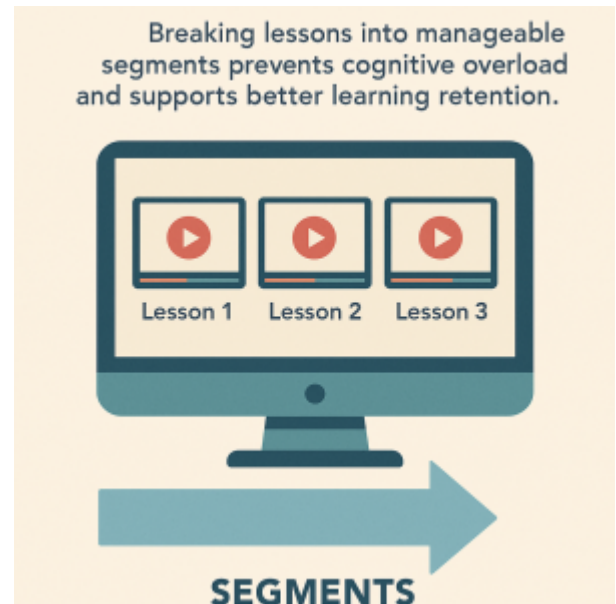 Breaking lessons into manageable
segments prevents cognitive overload
and supports better learning retention.
Lesson 1
Lesson 2
Lesson 3
SEGMENTS